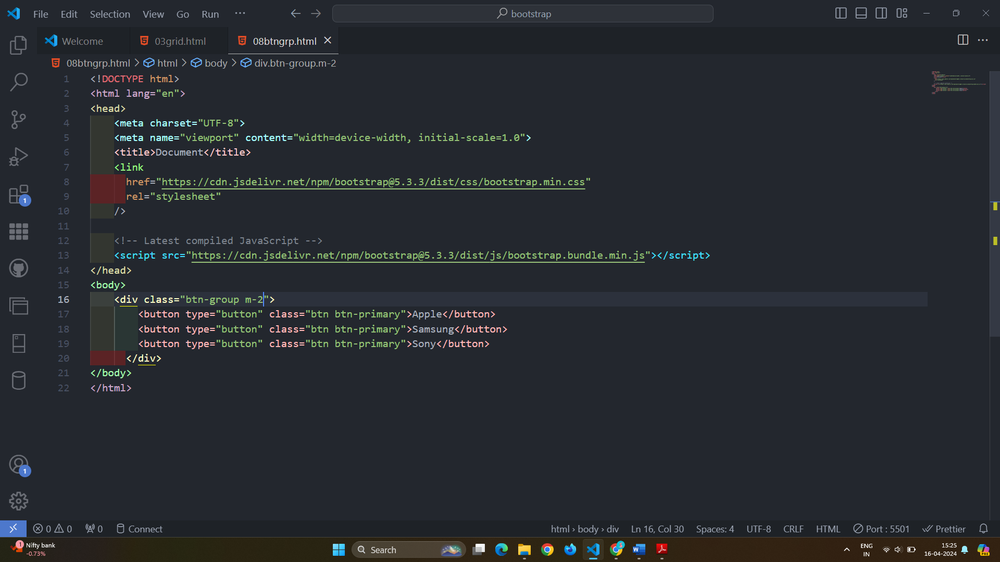 File Edit Selection View Go Run ···
bootstrap
Welcome
03grid.html
08btngrp.html
08btngrp.html > html > body > div.btn-group.m-2
1 <!DOCTYPE html>
2 <html lang="en">
3 <head>
4 <meta charset="UTF-8">
5 <meta name="viewport" content="width=device-width, initial-scale=1.0">
6 <title>Document</title>
7 <link
8 href="https://cdn.jsdelivr.net/npm/bootstrap@5.3.3/dist/css/bootstrap.min.css"
9 rel="stylesheet"
10 />
11
12 <!-- Latest compiled JavaScript -->
13 <script src="https://cdn.jsdelivr.net/npm/bootstrap@5.3.3/dist/js/bootstrap.bundle.min.js"></script>
14 </head>
15 <body>
16 <div class="btn-group m-2">
17 <button type="button" class="btn btn-primary">Apple</button>
18 <button type="button" class="btn btn-primary">Samsung</button>
19 <button type="button" class="btn btn-primary">Sony</button>
20 </div>
21 </body>
22 </html>
1
1
0 0 0 Connect
html › body › div Ln 16, Col 30 Spaces: 4 UTF-8 CRLF HTML Port : 5501 Prettier
1 Nifty bank
-0.73%
Search
ENG
IN
15:25
16-04-2024
PRE